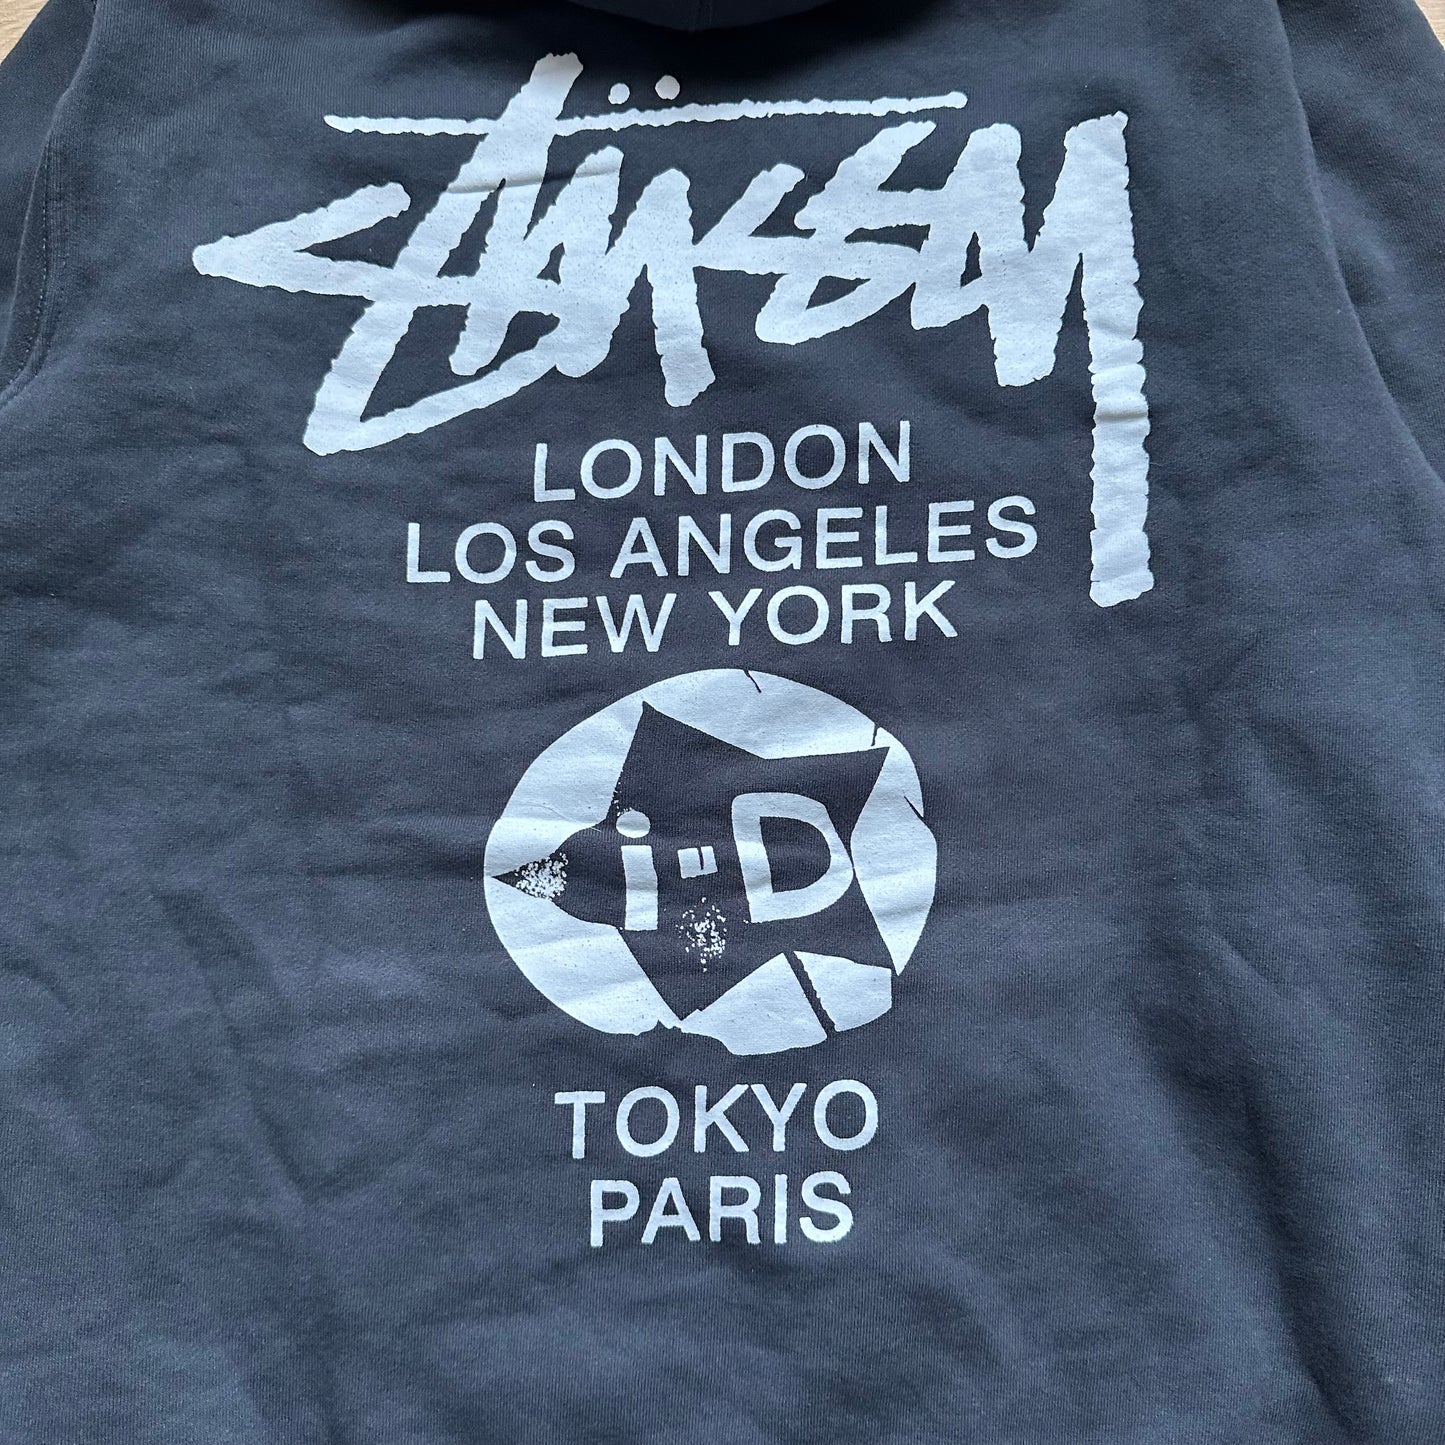 Stüssy
LONDON
LOS ANGELES
NEW YORK
i-D
TOKYO
PARIS